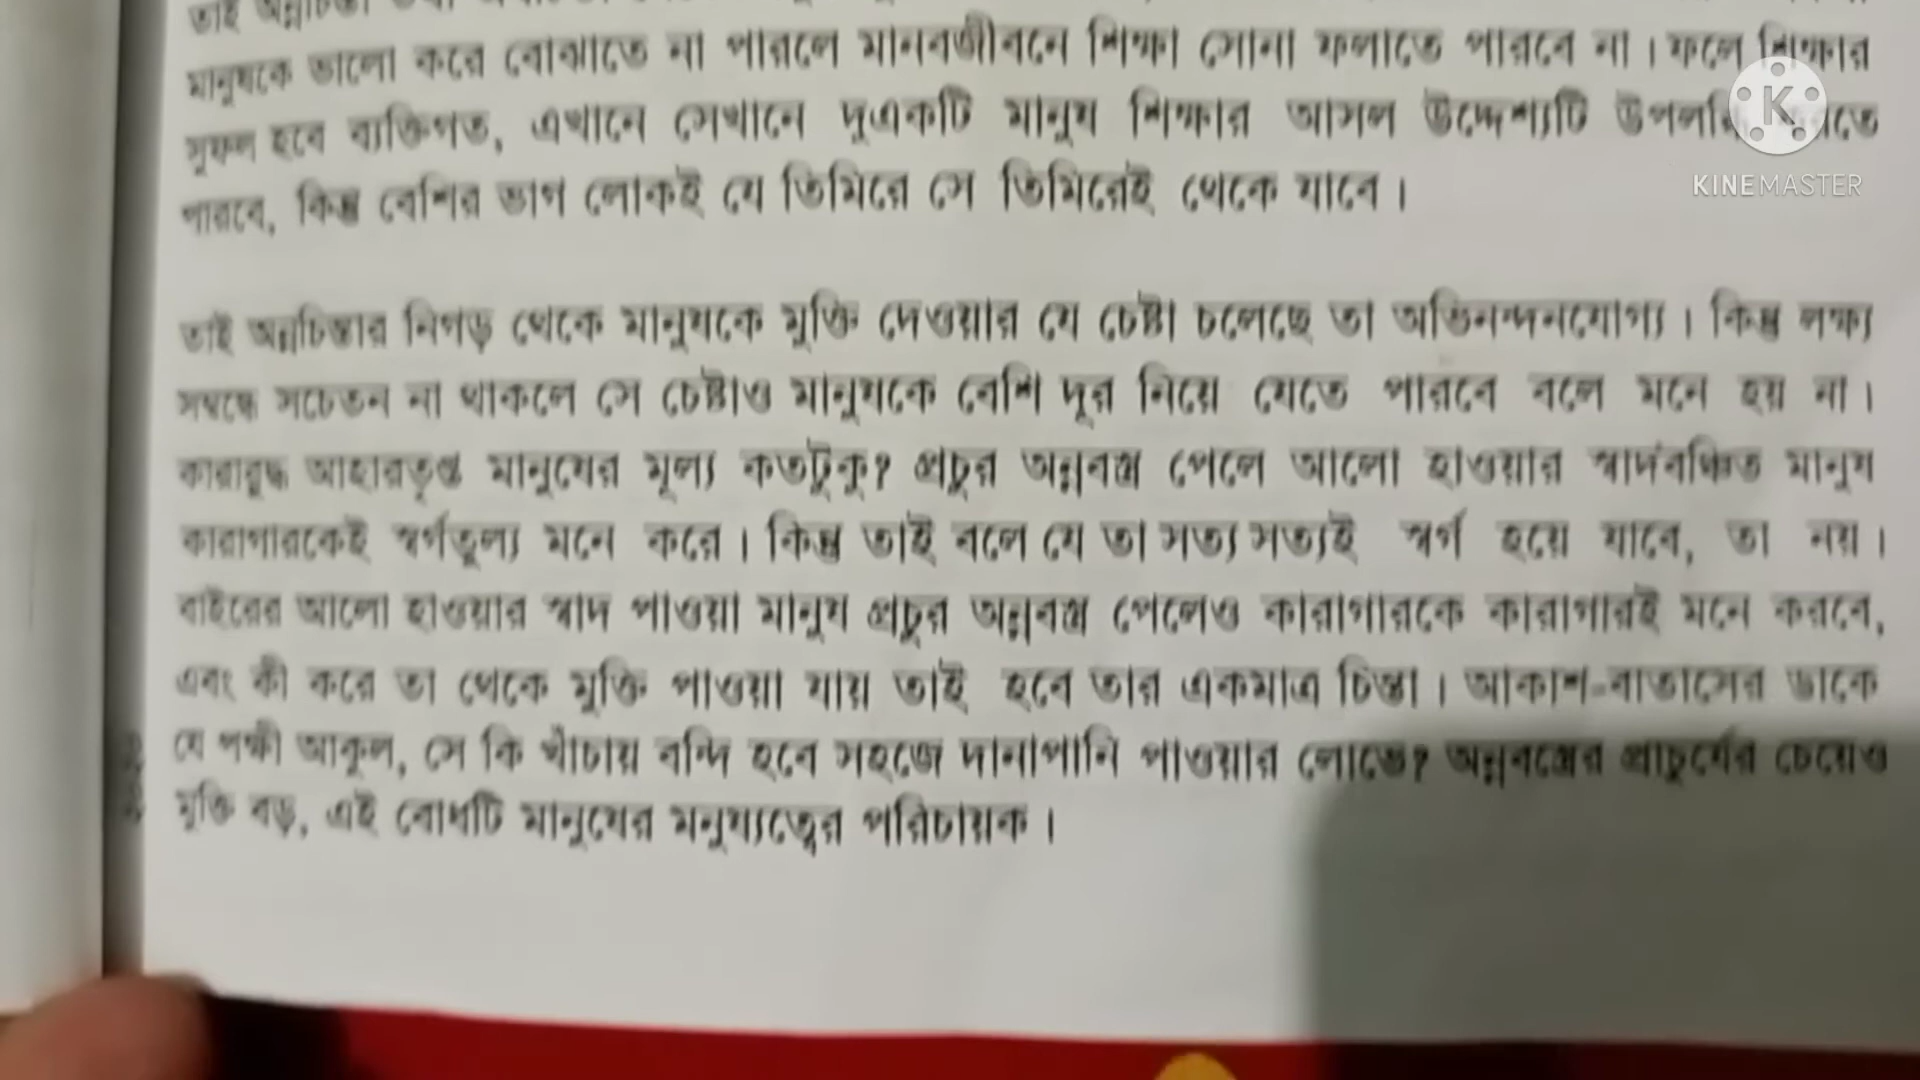 তাই অন্নচিন্তা
মানুষকে ভালো করে বোঝাতে না পারলে মানবজীবনে শিক্ষা সোনা ফলাতে পারবে না। ফলে শিক্ষার
সুফল হবে ব্যক্তিগত, এখানে সেখানে দুএকটি মানুষ শিক্ষার আসল উদ্দেশ্যটি
পারবে, কিন্তু বেশির ভাগ লোকই যে তিমিরে সে তিমিরেই থেকে যাবে।
তাই অন্নচিন্তার নিগড় থেকে মানুষকে মুক্তি দেওয়ার যে চেষ্টা চলেছে তা অভিনন্দনযোগ্য। কিন্তু লক্ষ্য
সম্বন্ধে সচেতন না থাকলে সে চেষ্টাও মানুষকে বেশি দূর নিয়ে যেতে পারবে বলে মনে হয় না।
কারারুদ্ধ আহারতৃপ্ত মানুষের মূল্য কতটুকু? প্রচুর অন্নবস্ত্র পেলে আলো হাওয়ার স্বাদবঞ্চিত মানুষ
কারাগারকেই স্বর্গতুল্য মনে করে। কিন্তু তাই বলে যে তা সত্য সত্যই স্বর্গ হয়ে যাবে, তা নয়।
বাইরের আলো হাওয়ার স্বাদ পাওয়া মানুষ প্রচুর অন্নবস্ত্র পেলেও কারাগারকে কারাগারই মনে করবে,
এবং কী করে তা থেকে মুক্তি পাওয়া যায় তাই হবে তার একমাত্র চিন্তা। আকাশ-বাতাসের ডাকে
যে পক্ষী আকুল, সে কি খাঁচায় বন্দি হবে সহজে দানাপানি পাওয়ার লোভে? অন্নবস্ত্রের প্রাচুর্যের চেয়েও
মুক্তি বড়, এই বোধটি মানুষের মনুষ্যত্বের পরিচায়ক।
K
KINEMASTER